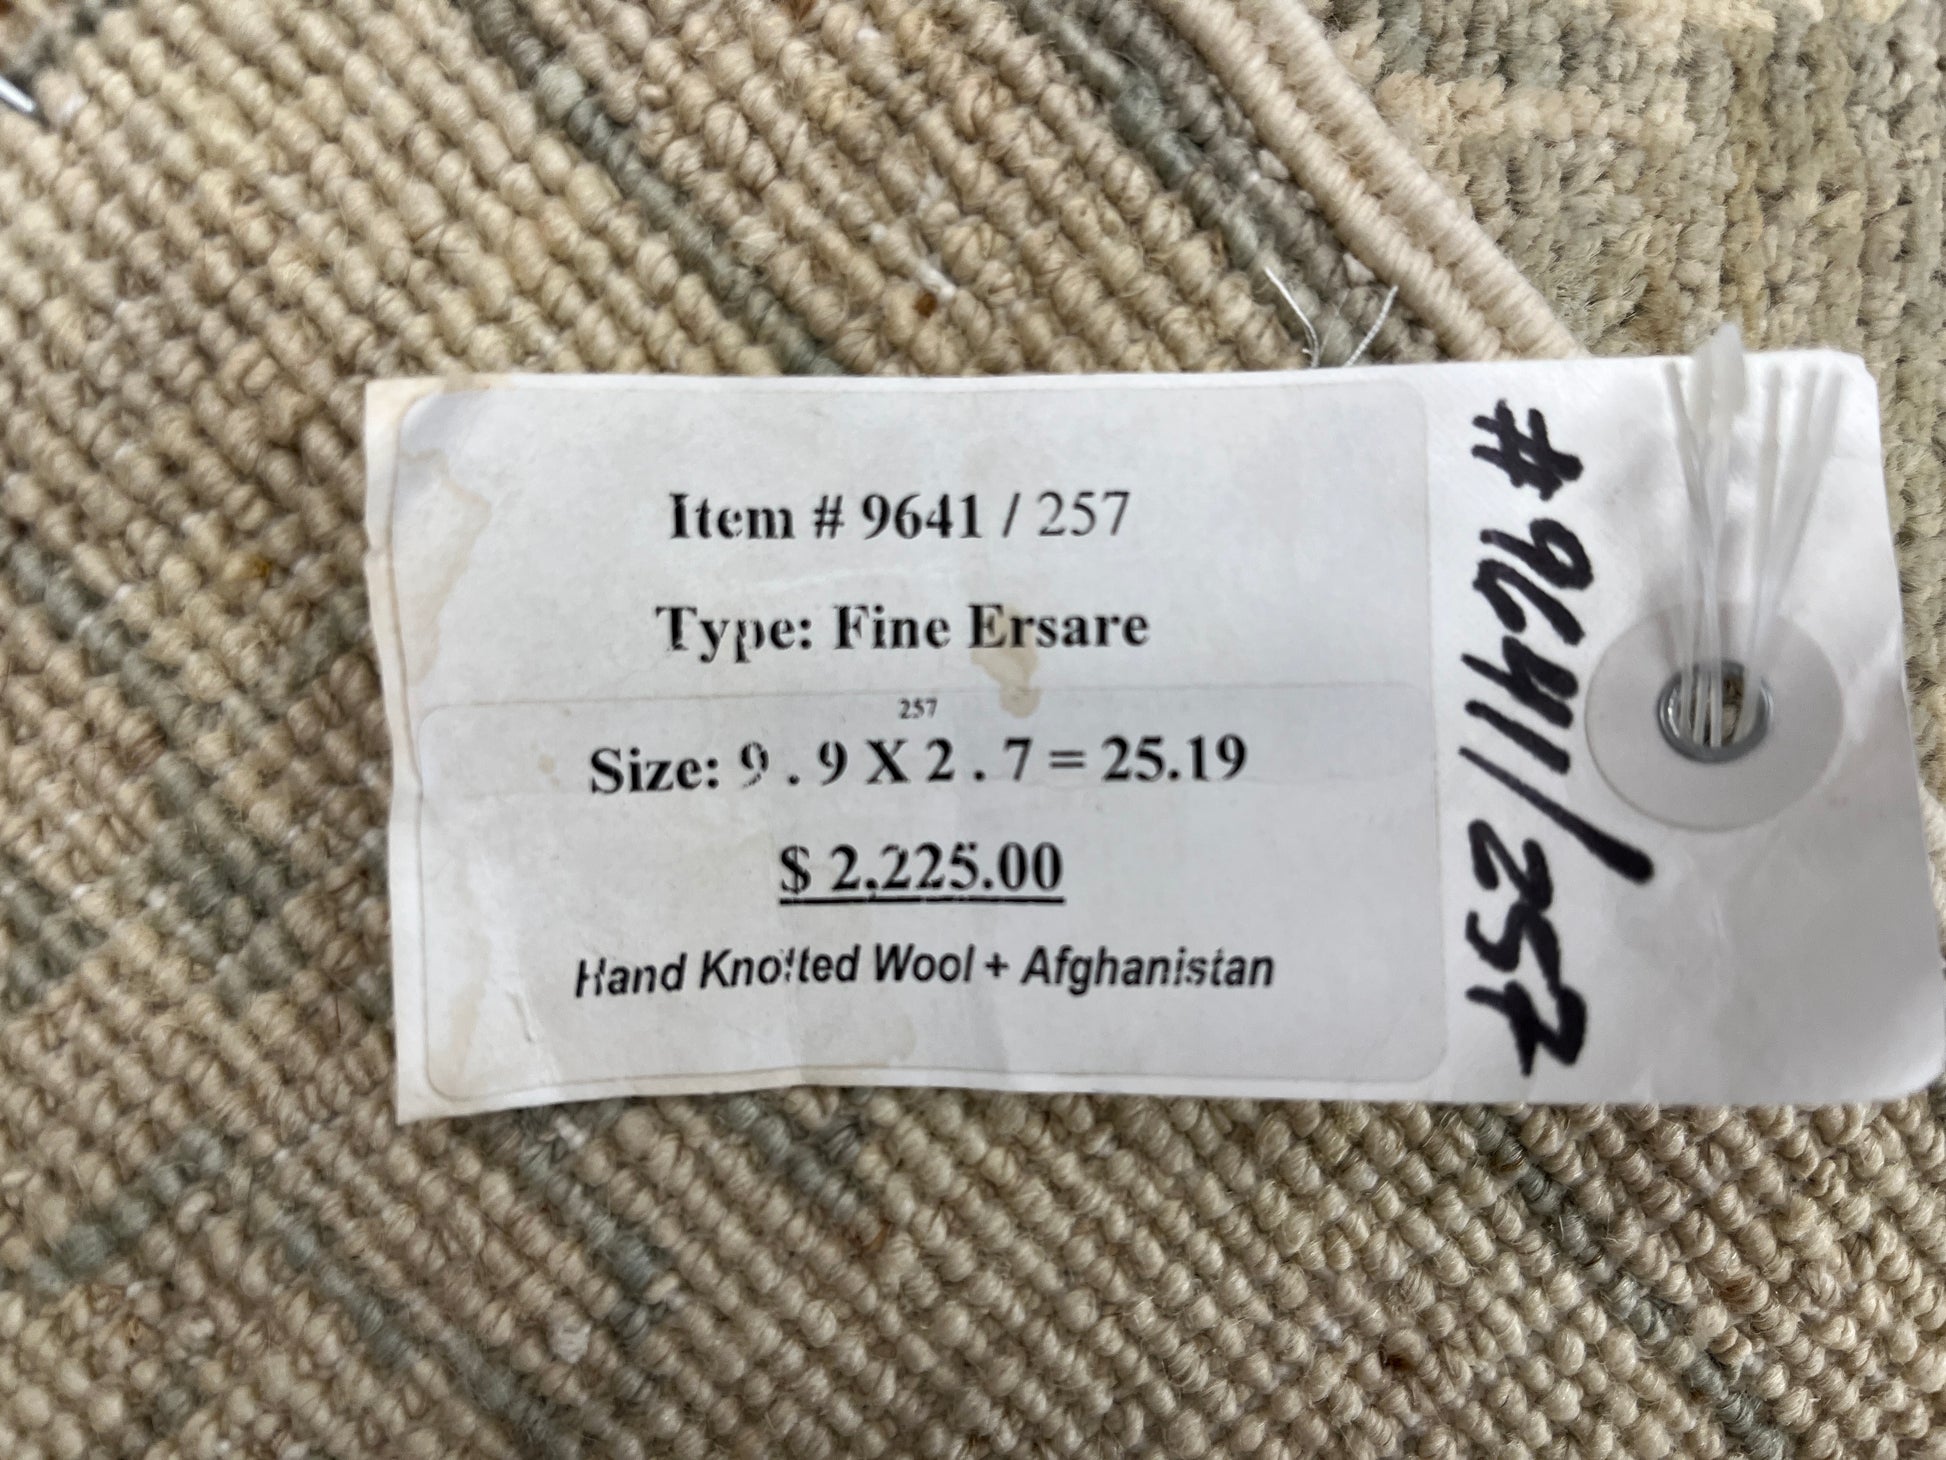 Item # 9641 / 257
Type: Fine Ersare
257
Size: 9 . 9 X 2 . 7 = 25.19
$ 2,225.00
Hand Knotted Wool + Afghanistan
# 9641/257